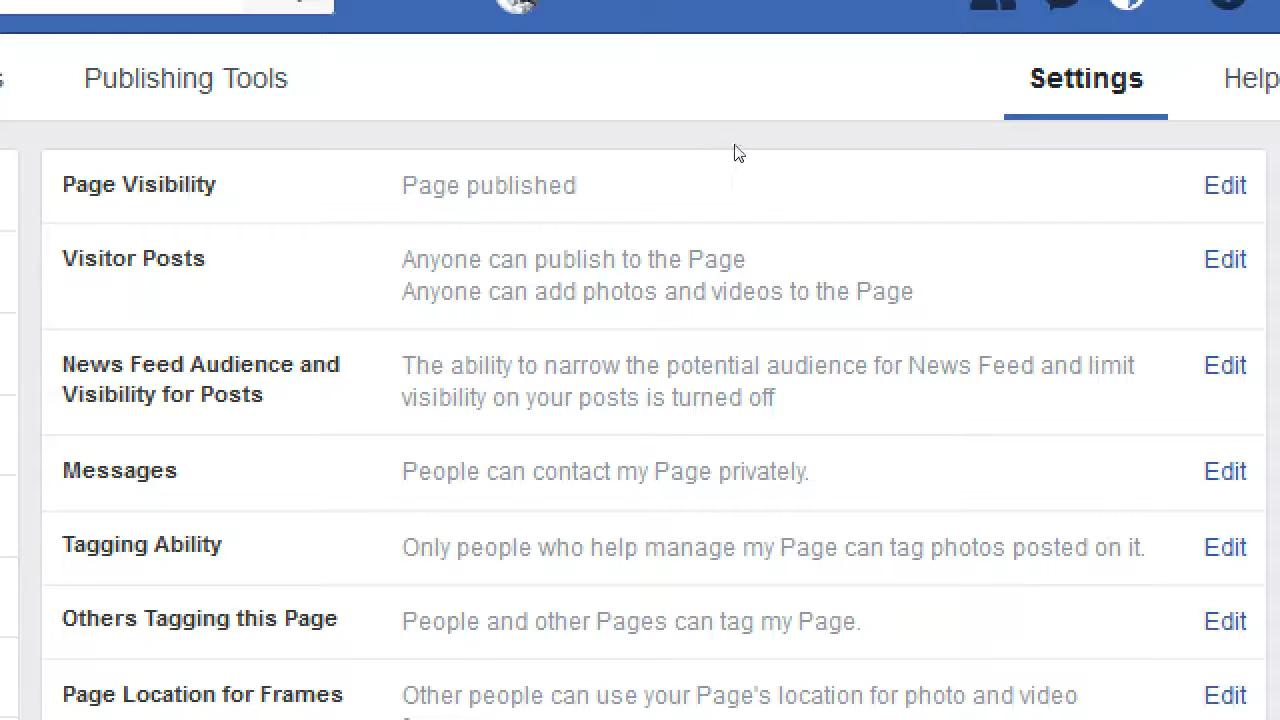 Publishing Tools
Settings
Help
Page Visibility
Page published
Edit
Visitor Posts
Anyone can publish to the Page
Anyone can add photos and videos to the Page
Edit
News Feed Audience and
Visibility for Posts
The ability to narrow the potential audience for News Feed and limit
visibility on your posts is turned off
Edit
Messages
People can contact my Page privately.
Edit
Tagging Ability
Only people who help manage my Page can tag photos posted on it.
Edit
Others Tagging this Page
People and other Pages can tag my Page.
Edit
Page Location for Frames
Other people can use your Page's location for photo and video
Edit